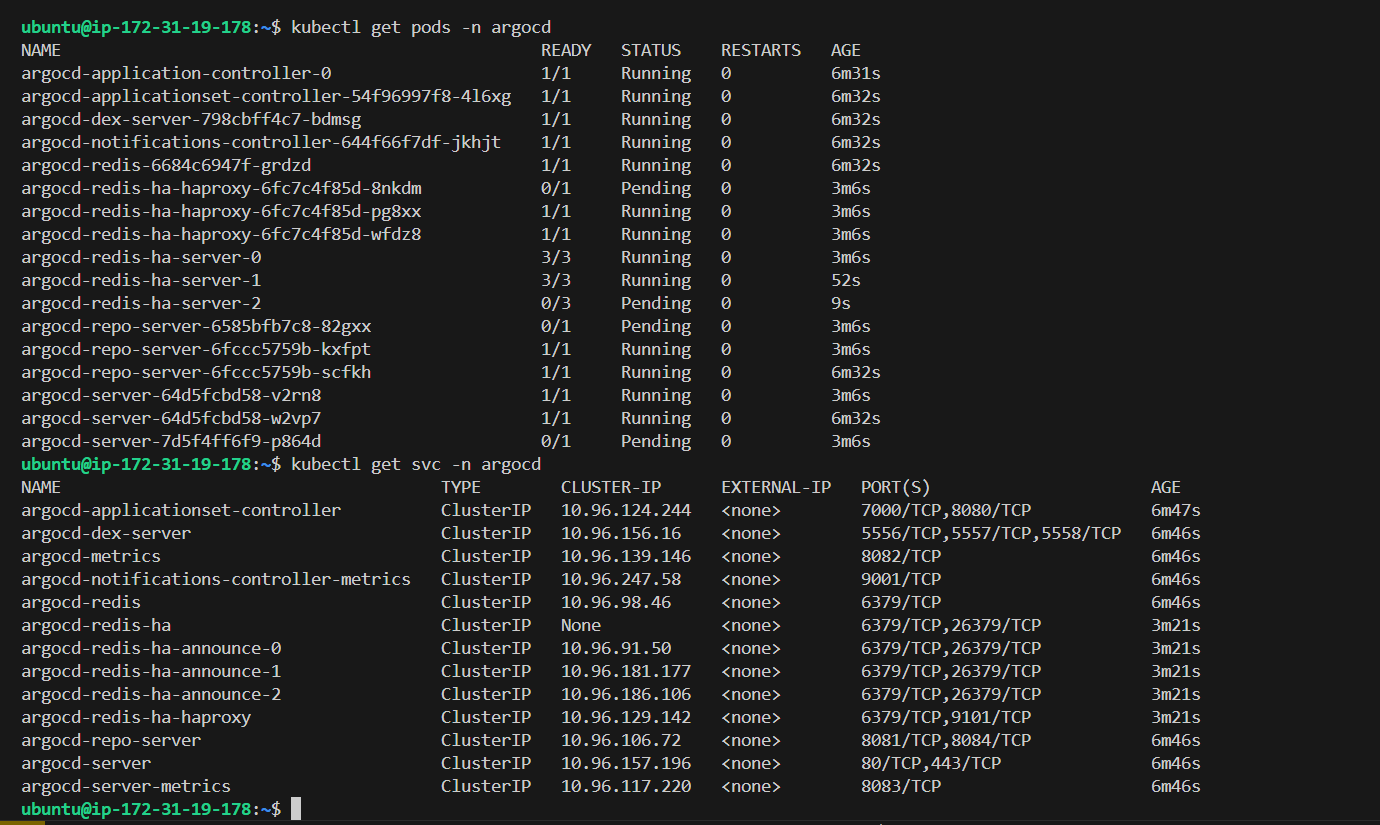 ubuntu@ip-172-31-19-178:~$ kubectl get pods -n argocd
NAME READY STATUS RESTARTS AGE
argocd-application-controller-0 1/1 Running 0 6m31s
argocd-applicationset-controller-54f96997f8-4l6xg 1/1 Running 0 6m32s
argocd-dex-server-798cbff4c7-bdmsg 1/1 Running 0 6m32s
argocd-notifications-controller-644f66f7df-jkhjt 1/1 Running 0 6m32s
argocd-redis-6684c6947f-grdzd 1/1 Running 0 6m32s
argocd-redis-ha-haproxy-6fc7c4f85d-8nkdm 0/1 Pending 0 3m6s
argocd-redis-ha-haproxy-6fc7c4f85d-pg8xx 1/1 Running 0 3m6s
argocd-redis-ha-haproxy-6fc7c4f85d-wfdz8 1/1 Running 0 3m6s
argocd-redis-ha-server-0 3/3 Running 0 3m6s
argocd-redis-ha-server-1 3/3 Running 0 52s
argocd-redis-ha-server-2 0/3 Pending 0 9s
argocd-repo-server-6585bfb7c8-82gxx 0/1 Pending 0 3m6s
argocd-repo-server-6fccc5759b-kxfpt 1/1 Running 0 3m6s
argocd-repo-server-6fccc5759b-scfkh 1/1 Running 0 6m32s
argocd-server-64d5fcbd58-v2rn8 1/1 Running 0 3m6s
argocd-server-64d5fcbd58-w2vp7 1/1 Running 0 6m32s
argocd-server-7d5f4ff6f9-p864d 0/1 Pending 0 3m6s
ubuntu@ip-172-31-19-178:~$ kubectl get svc -n argocd
NAME TYPE CLUSTER-IP EXTERNAL-IP PORT(S) AGE
argocd-applicationset-controller ClusterIP 10.96.124.244 <none> 7000/TCP,8080/TCP 6m47s
argocd-dex-server ClusterIP 10.96.156.16 <none> 5556/TCP,5557/TCP,5558/TCP 6m46s
argocd-metrics ClusterIP 10.96.139.146 <none> 8082/TCP 6m46s
argocd-notifications-controller-metrics ClusterIP 10.96.247.58 <none> 9001/TCP 6m46s
argocd-redis ClusterIP 10.96.98.46 <none> 6379/TCP 6m46s
argocd-redis-ha ClusterIP None <none> 6379/TCP,26379/TCP 3m21s
argocd-redis-ha-announce-0 ClusterIP 10.96.91.50 <none> 6379/TCP,26379/TCP 3m21s
argocd-redis-ha-announce-1 ClusterIP 10.96.181.177 <none> 6379/TCP,26379/TCP 3m21s
argocd-redis-ha-announce-2 ClusterIP 10.96.186.106 <none> 6379/TCP,26379/TCP 3m21s
argocd-redis-ha-haproxy ClusterIP 10.96.129.142 <none> 6379/TCP,9101/TCP 3m21s
argocd-repo-server ClusterIP 10.96.106.72 <none> 8081/TCP,8084/TCP 6m46s
argocd-server ClusterIP 10.96.157.196 <none> 80/TCP,443/TCP 6m46s
argocd-server-metrics ClusterIP 10.96.117.220 <none> 8083/TCP 6m46s
ubuntu@ip-172-31-19-178:~$